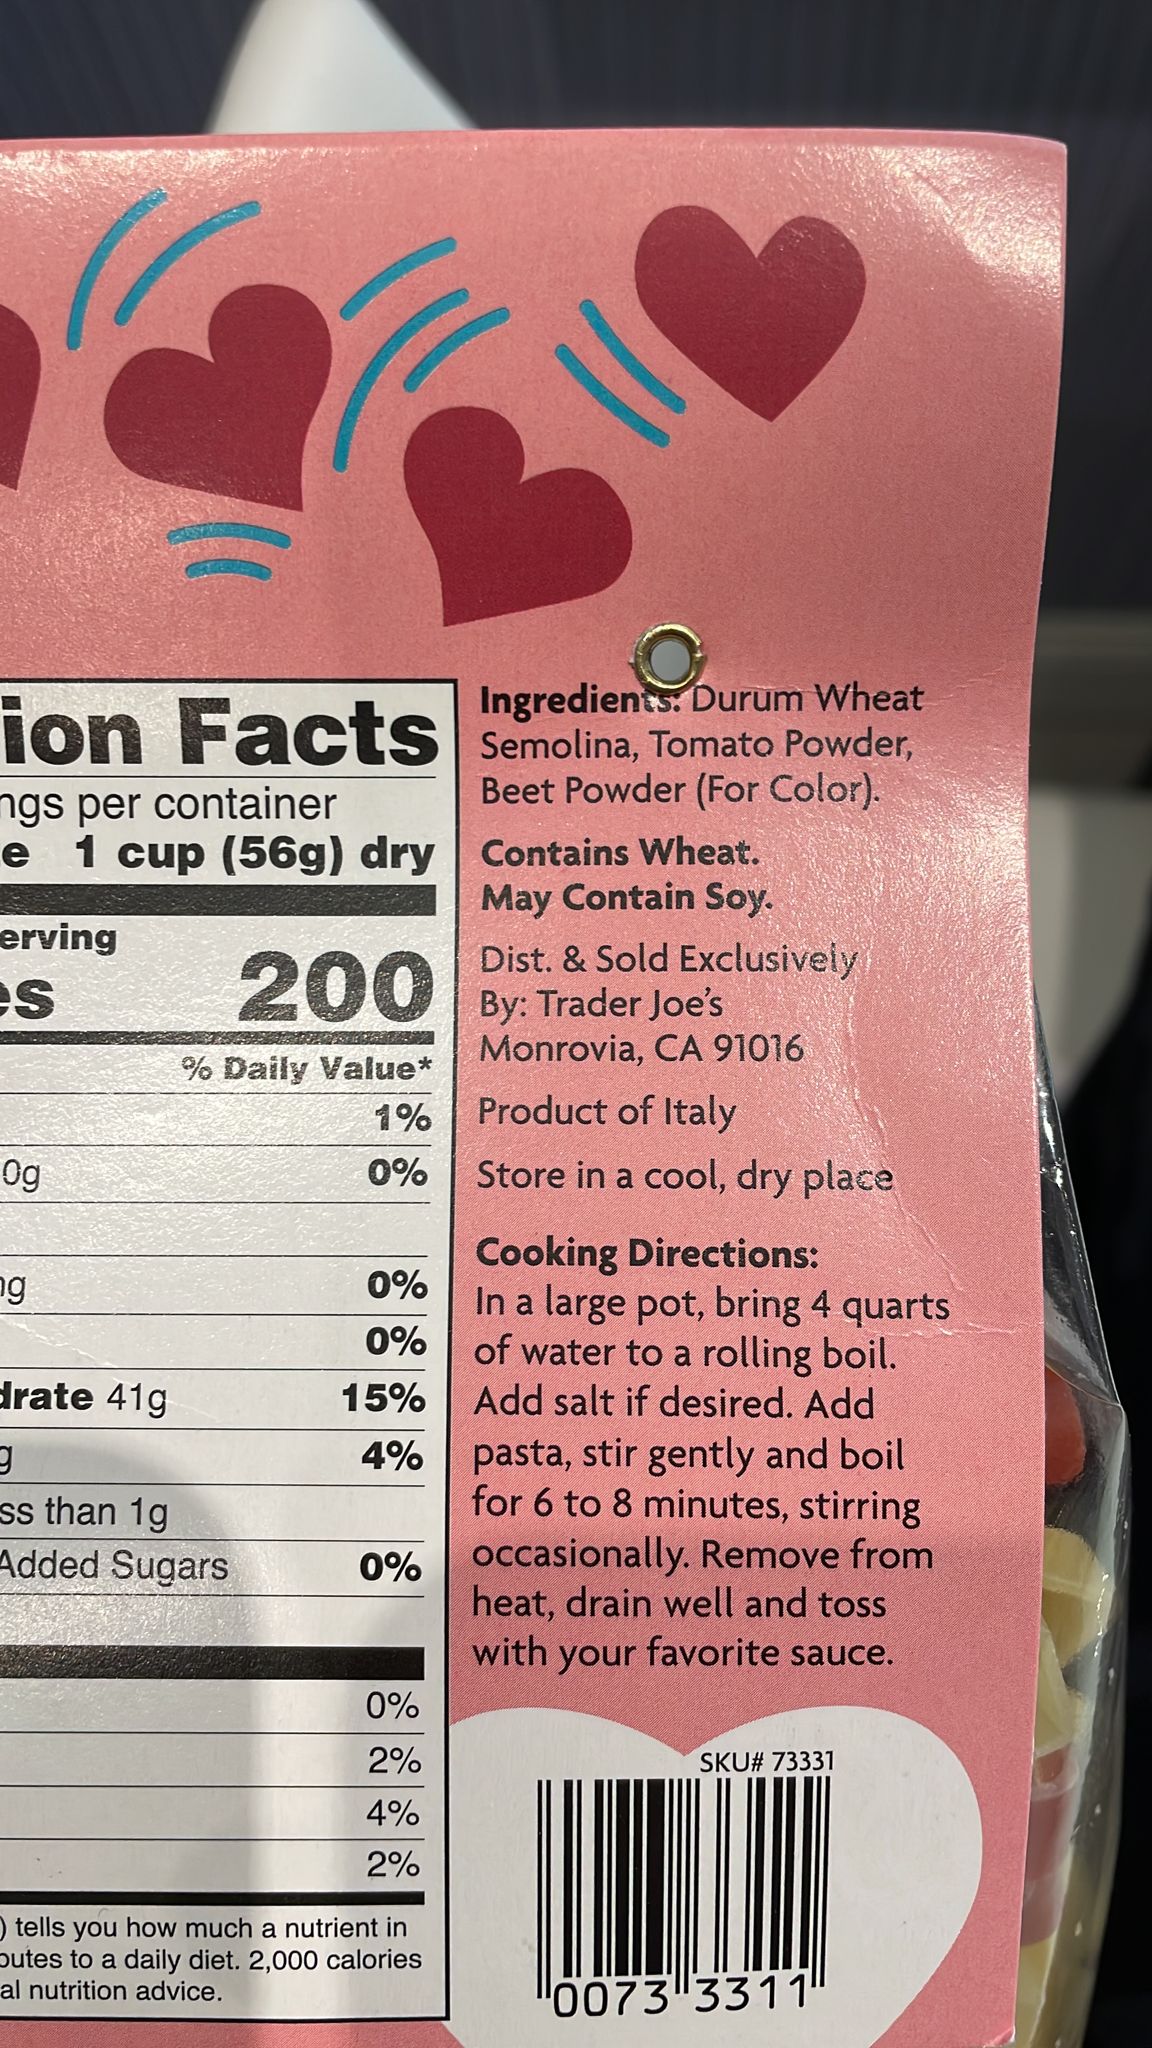 ion Facts
ngs per container
e 1 cup (56g) dry
erving
es 200
% Daily Value*
1%
0g 0%
ng 0%
0%
drate 41g 15%
g 4%
ss than 1g
Added Sugars 0%
0%
2%
4%
2%
) tells you how much a nutrient in
butes to a daily diet. 2,000 calories
al nutrition advice.
Ingredients: Durum Wheat
Semolina, Tomato Powder,
Beet Powder (For Color).
Contains Wheat.
May Contain Soy.
Dist. & Sold Exclusively
By: Trader Joe's
Monrovia, CA 91016
Product of Italy
Store in a cool, dry place
Cooking Directions:
In a large pot, bring 4 quarts
of water to a rolling boil.
Add salt if desired. Add
pasta, stir gently and boil
for 6 to 8 minutes, stirring
occasionally. Remove from
heat, drain well and toss
with your favorite sauce.
SKU# 73331
0073 3311